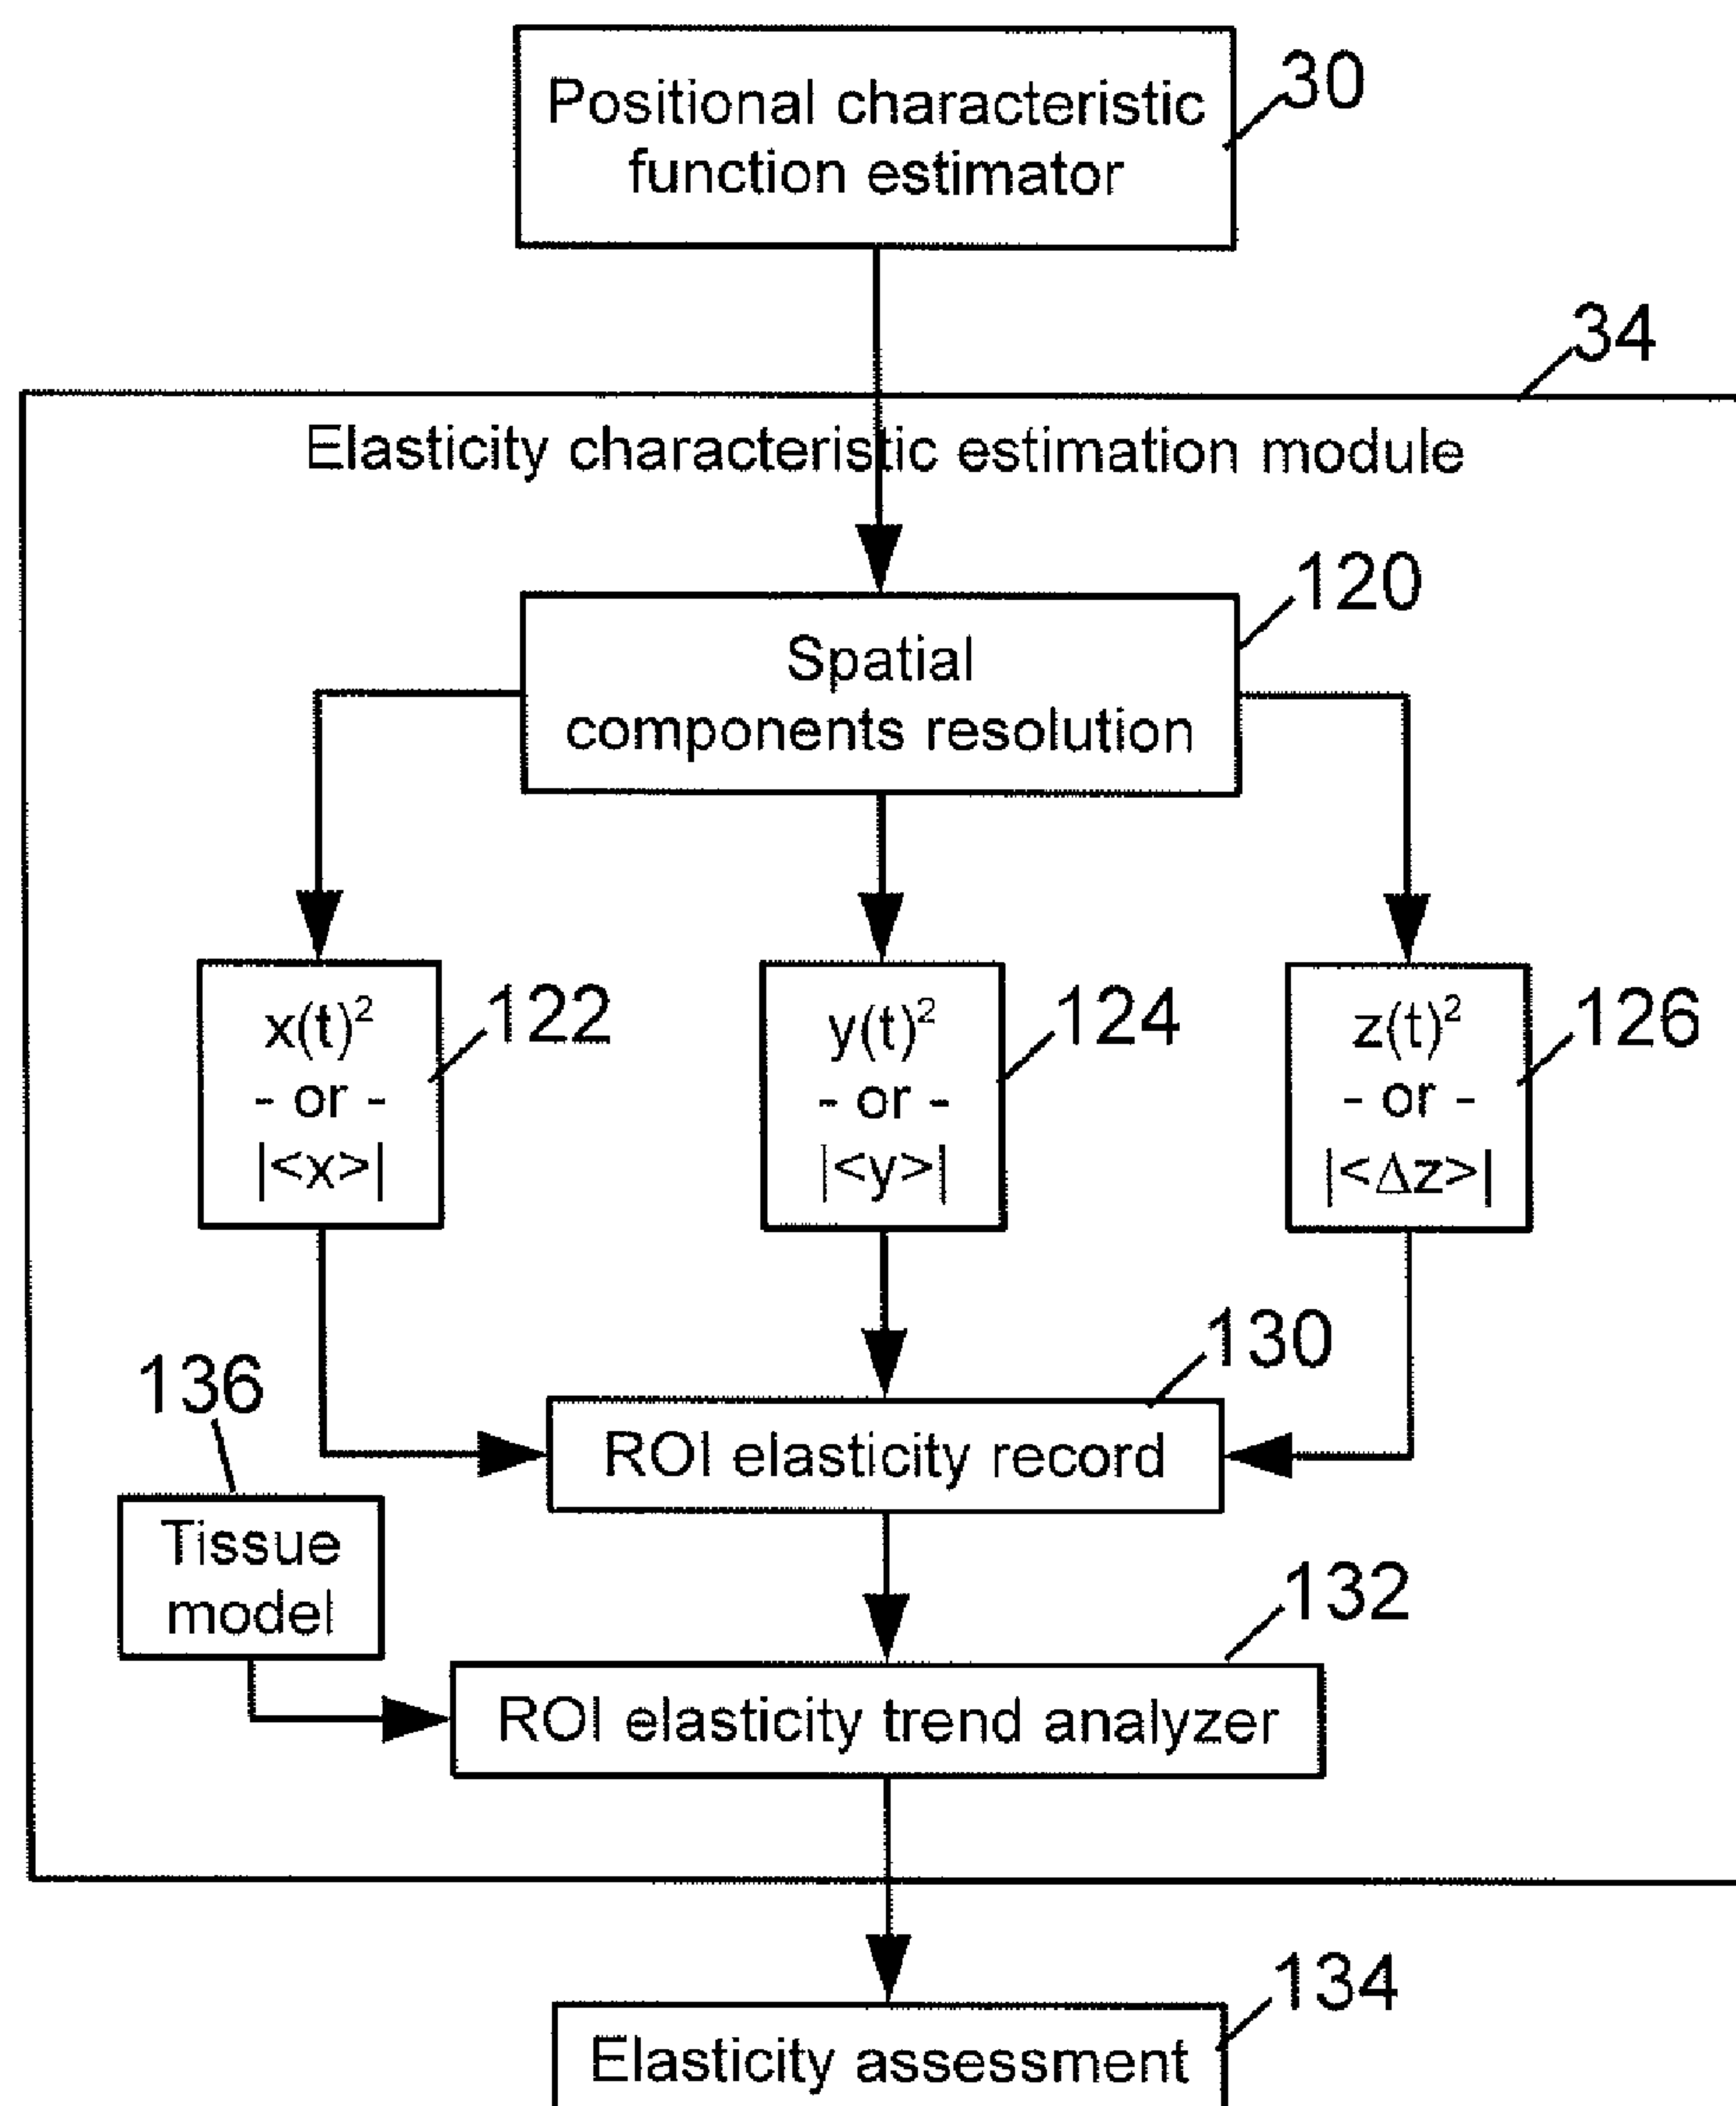 Positional characteristic
function estimator
30
34
Elasticity characteristic estimation module
120
Spatial
components resolution
x(t)²
- or -
|<x>|
122
y(t)²
- or -
|<y>|
124
z(t)²
- or -
|<Δz>|
126
130
ROI elasticity record
136
Tissue
model
132
ROI elasticity trend analyzer
134
Elasticity assessment